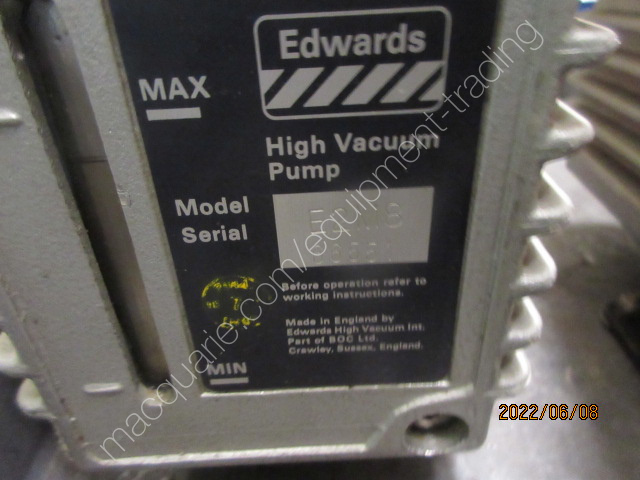 Edwards
MAX
High Vacuum
Pump
Model
Serial
Before operation refer to
working instructions.
Made in England by
Edwards High Vacuum Int.
Part of BOC Ltd.
Crawley, Sussex, England.
MIN
2022/06/08
macquarie.com/equipment-trading